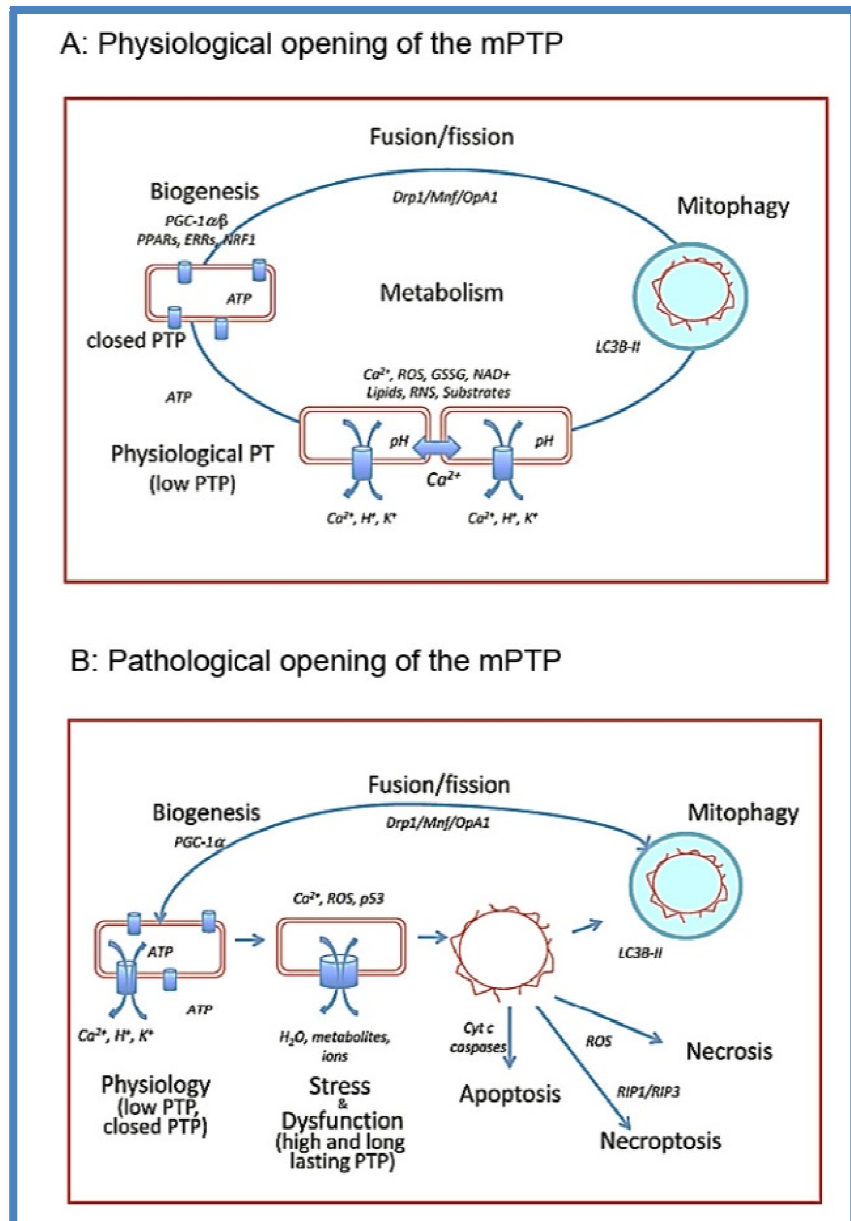 A: Physiological opening of the mPTP
Fusion/fission
Drp1/Mnf/OpA1
Biogenesis
PGC-1α/β
PPARs, ERRs, NRF1
Mitophagy
ATP
Metabolism
closed PTP
LC3B-II
ATP
Ca²⁺, ROS, GSSG, NAD+
Lipids, RNS, Substrates
Physiological PT
(low PTP)
pH
pH
Ca²⁺
Ca²⁺, H⁺, K⁺
Ca²⁺, H⁺, K⁺
B: Pathological opening of the mPTP
Fusion/fission
Drp1/Mnf/OpA1
Biogenesis
PGC-1α
Mitophagy
Ca²⁺, ROS, p53
ATP
LC3B-II
ATP
Ca²⁺, H⁺, K⁺
H₂O, metabolites,
ions
Cyt c
caspases
ROS
Necrosis
Physiology
(low PTP,
closed PTP)
Stress
&
Dysfunction
(high and long
lasting PTP)
Apoptosis
RIP1/RIP3
Necroptosis